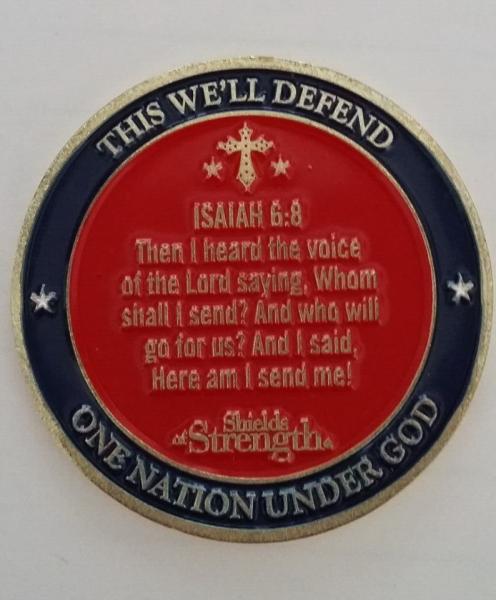 THIS WE'LL DEFEND
ISAIAH 6:8
Then I heard the voice
of the Lord saying, Whom
shall I send? And who will
go for us? And I said,
Here am I send me!
Shields
of Strength
ONE NATION UNDER GOD